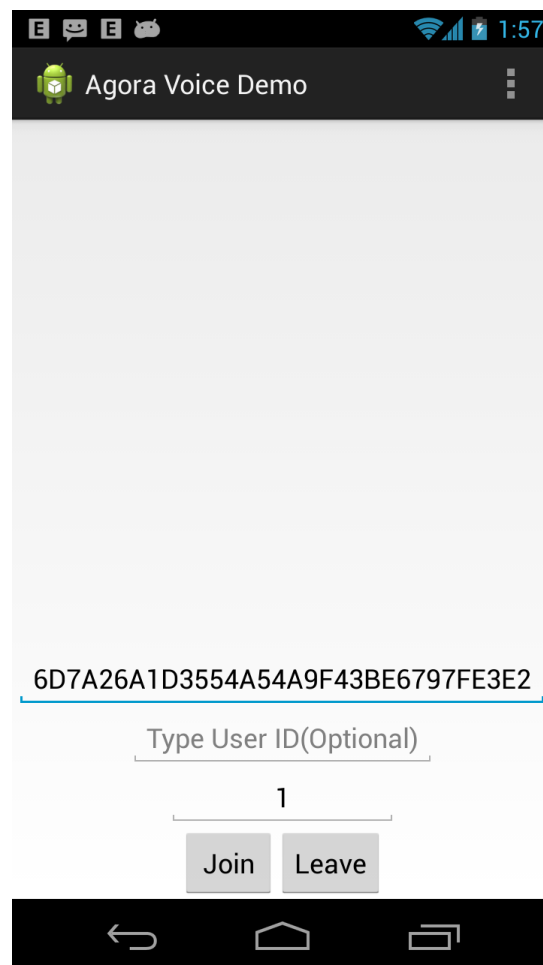 E E 1:57
Agora Voice Demo
6D7A26A1D3554A54A9F43BE6797FE3E2
Type User ID(Optional)
1
Join Leave